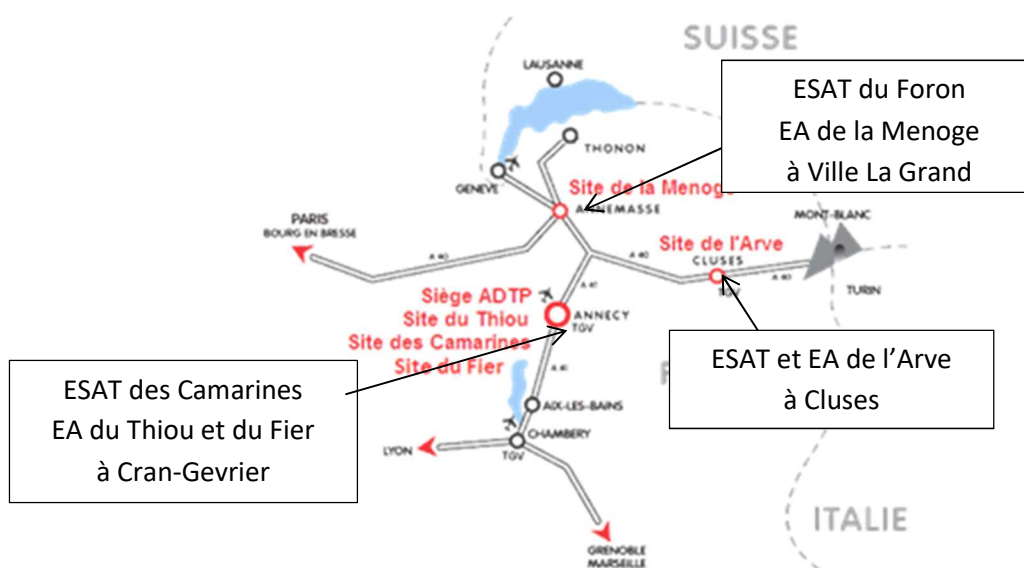 SUISSE
LAUSANNE
ESAT du Foron
EA de la Menoge
à Ville La Grand
THONON
GENEVE
Site de la Menoge
ANNEMASSE
PARIS
BOURG EN BRESSE
MONT-BLANC
Site de l'Arve
CLUSES
TGV
A 40
A 40
A 40
TURIN
A 41
Siège ADTP
Site du Thiou
Site des Camarines
Site du Fier
ANNECY
TGV
ESAT et EA de l’Arve
à Cluses
ESAT des Camarines
EA du Thiou et du Fier
à Cran-Gevrier
A 41
AIX-LES-BAINS
CHAMBERY
TGV
LYON
ITALIE
GRENOBLE
MARSEILLE